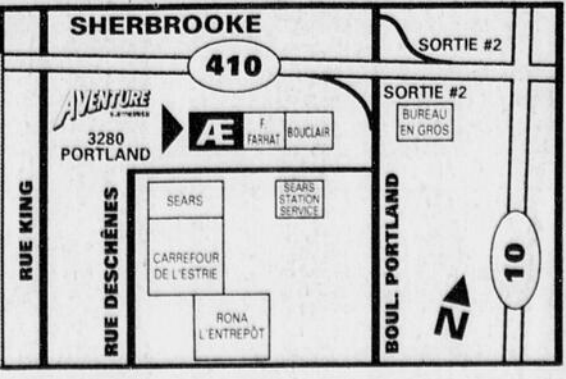 SHERBROOKE
410
SORTIE #2
SORTIE #2
AVENTURE
3280
PORTLAND
Æ
F.
FARHAT
BOUCLAIR
BUREAU
EN GROS
RUE KING
RUE DESCHÊNES
SEARS
SEARS
STATION
SERVICE
CARREFOUR
DE L'ESTRIE
RONA
L'ENTREPÔT
BOUL. PORTLAND
N
10